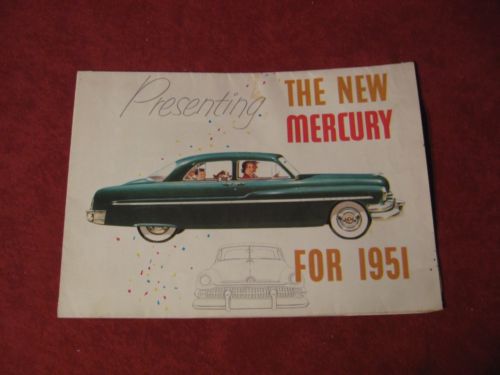 Presenting
THE NEW
MERCURY
FOR 1951